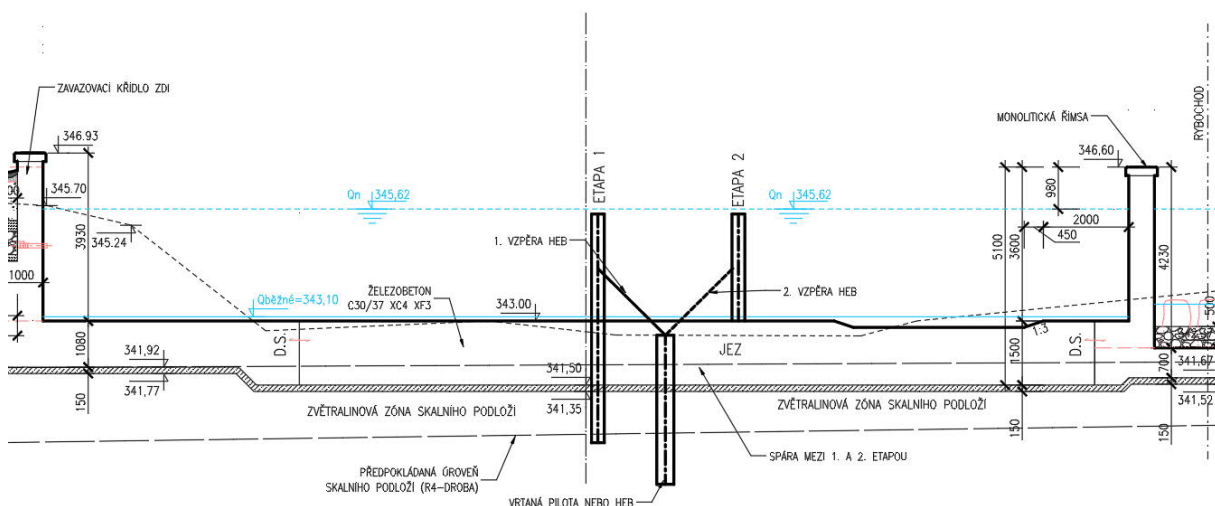 ZAVAZOVACÍ KŘÍDLO ZDI
MONOLITICKÁ ŘÍMSA
RYBOCHOD
346.93
346,60
345.70
Qn 345,62
ETAPA 1
ETAPA 2
Qn 345.62
980
2000
450
345.24
3930
1. VZPĚRA HEB
5100
3600
4230
1000
ŽELEZOBETON
C30/37 XC4 XF3
2. VZPĚRA HEB
Qběžné=343,10
343.00
500
1:3
D.S.
JEZ
D.S.
1080
341,92
341,50
1500
700
341.67
341,77
341,35
341,52
150
ZVĚTRALINOVÁ ZÓNA SKALNÍHO PODLOŽÍ
ZVĚTRALINOVÁ ZÓNA SKALNÍHO PODLOŽÍ
150
150
SPÁRA MEZI 1. A 2. ETAPOU
PŘEDPOKLÁDANÁ ÚROVEŇ
SKALNÍHO PODLOŽÍ (R4-DROBA)
VRTANÁ PILOTA NEBO HEB